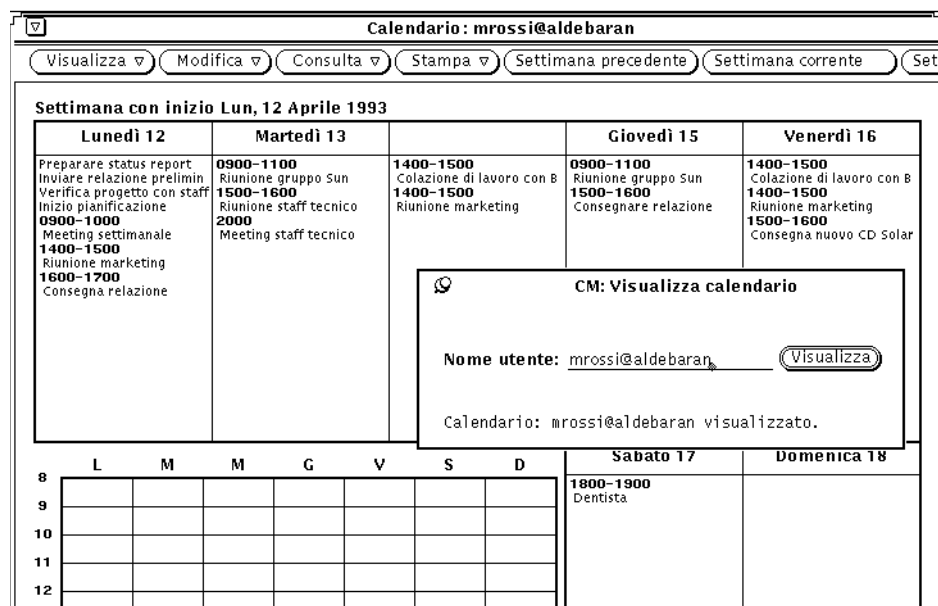 Calendario: mrossi@aldebaran
Visualizza Modifica Consulta Stampa Settimana precedente Settimana corrente Set
Settimana con inizio Lun, 12 Aprile 1993
Lunedì 12
Preparare status report
Inviare relazione prelimin
Verifica progetto con staff
Inizio pianificazione
0900-1000
Meeting settimanale
1400-1500
Riunione marketing
1600-1700
Consegna relazione
Martedì 13
0900-1100
Riunione gruppo Sun
1500-1600
Riunione staff tecnico
2000
Meeting staff tecnico
1400-1500
Colazione di lavoro con B
1400-1500
Riunione marketing
Giovedì 15
0900-1100
Riunione gruppo Sun
1500-1600
Consegnare relazione
Venerdì 16
1400-1500
Colazione di lavoro con B
1400-1500
Riunione marketing
1500-1600
Consegna nuovo CD Solar
CM: Visualizza calendario
Nome utente: mrossi@aldebaran Visualizza
Calendario: mrossi@aldebaran visualizzato.
L M M G V S D
8
9
10
11
12
Sabato 17
1800-1900
Dentista
Domenica 18